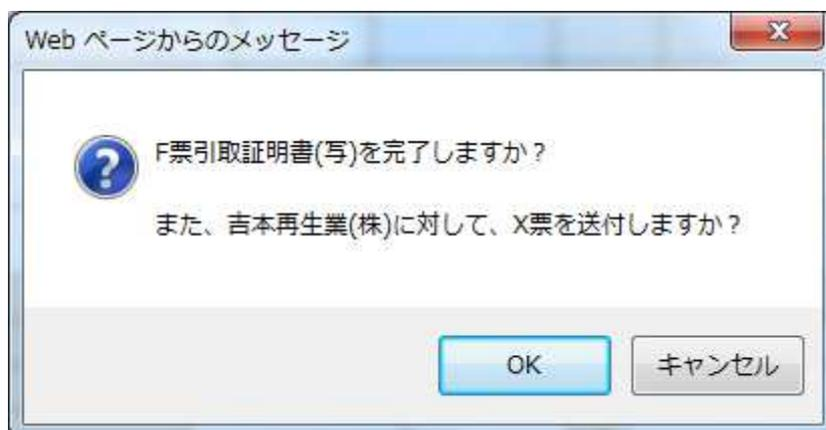 Web ページからのメッセージ
F票引取証明書(写)を完了しますか？
また、吉本再生業(株)に対して、X票を送付しますか？
OK
キャンセル